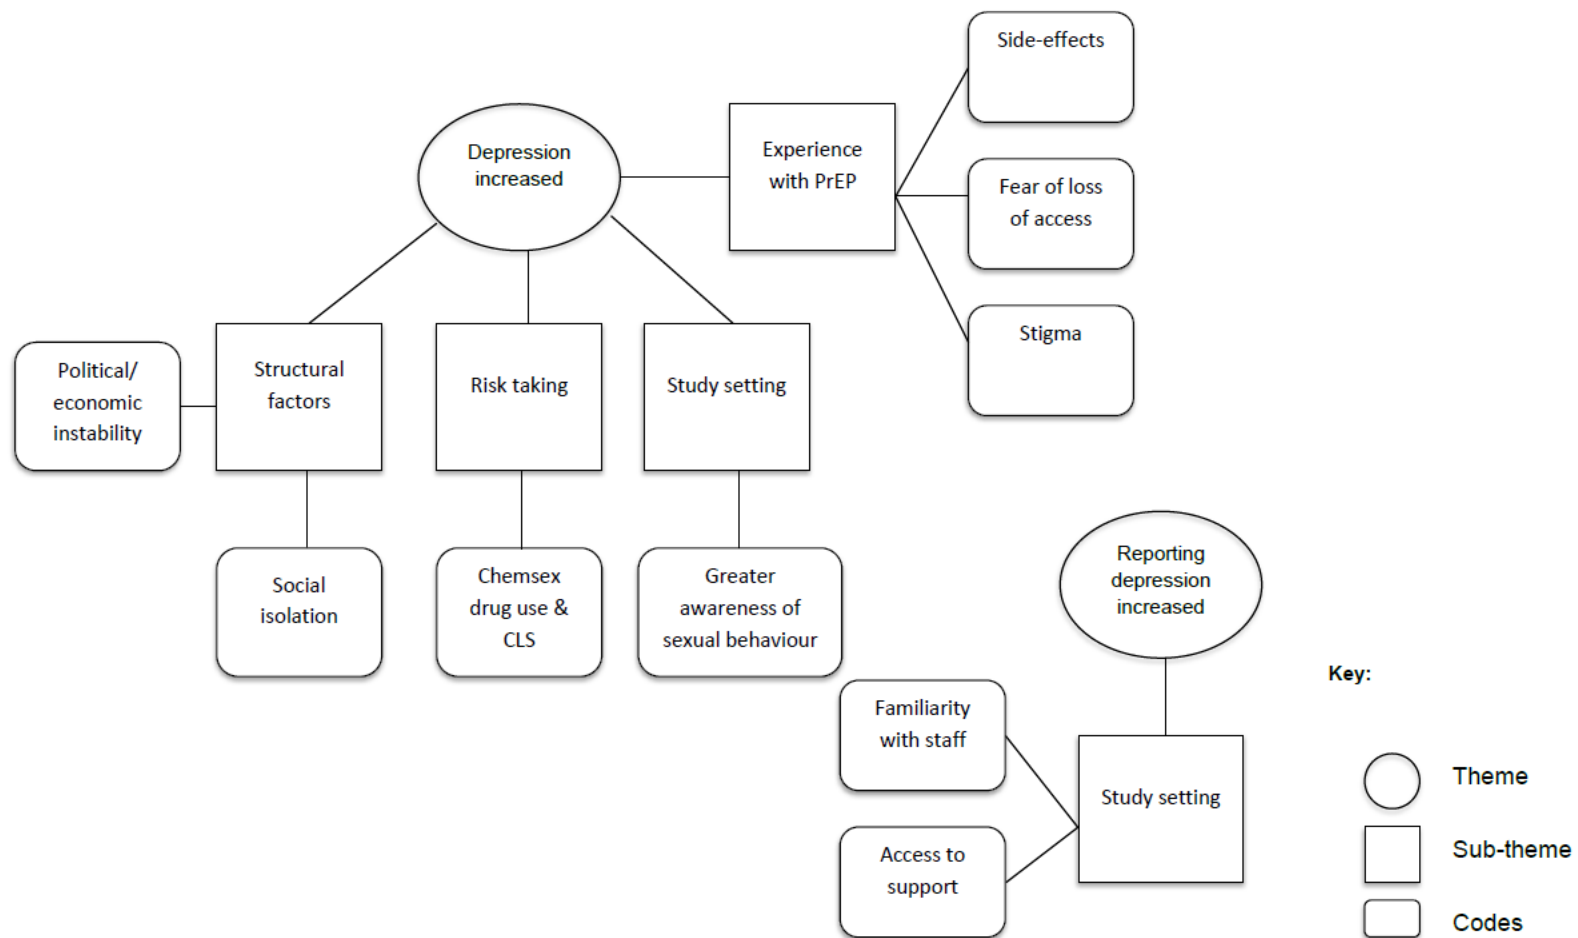 Side-effects
Depression
increased
Experience
with PrEP
Fear of loss
of access
Stigma
Political/
economic
instability
Structural
factors
Risk taking
Study setting
Social
isolation
Chemsex
drug use &
CLS
Greater
awareness of
sexual behaviour
Reporting
depression
increased
Familiarity
with staff
Study setting
Access to
support
Key:
Theme
Sub-theme
Codes